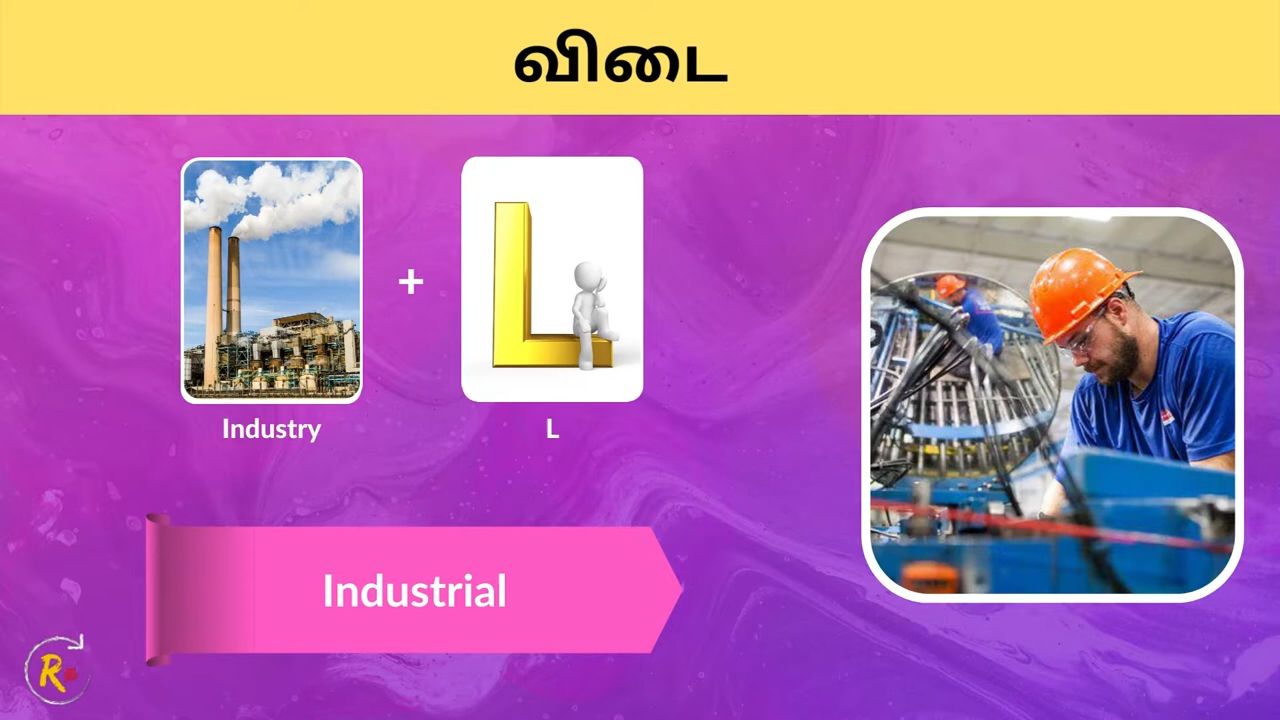 விடை
+
Industry
L
Industrial
R